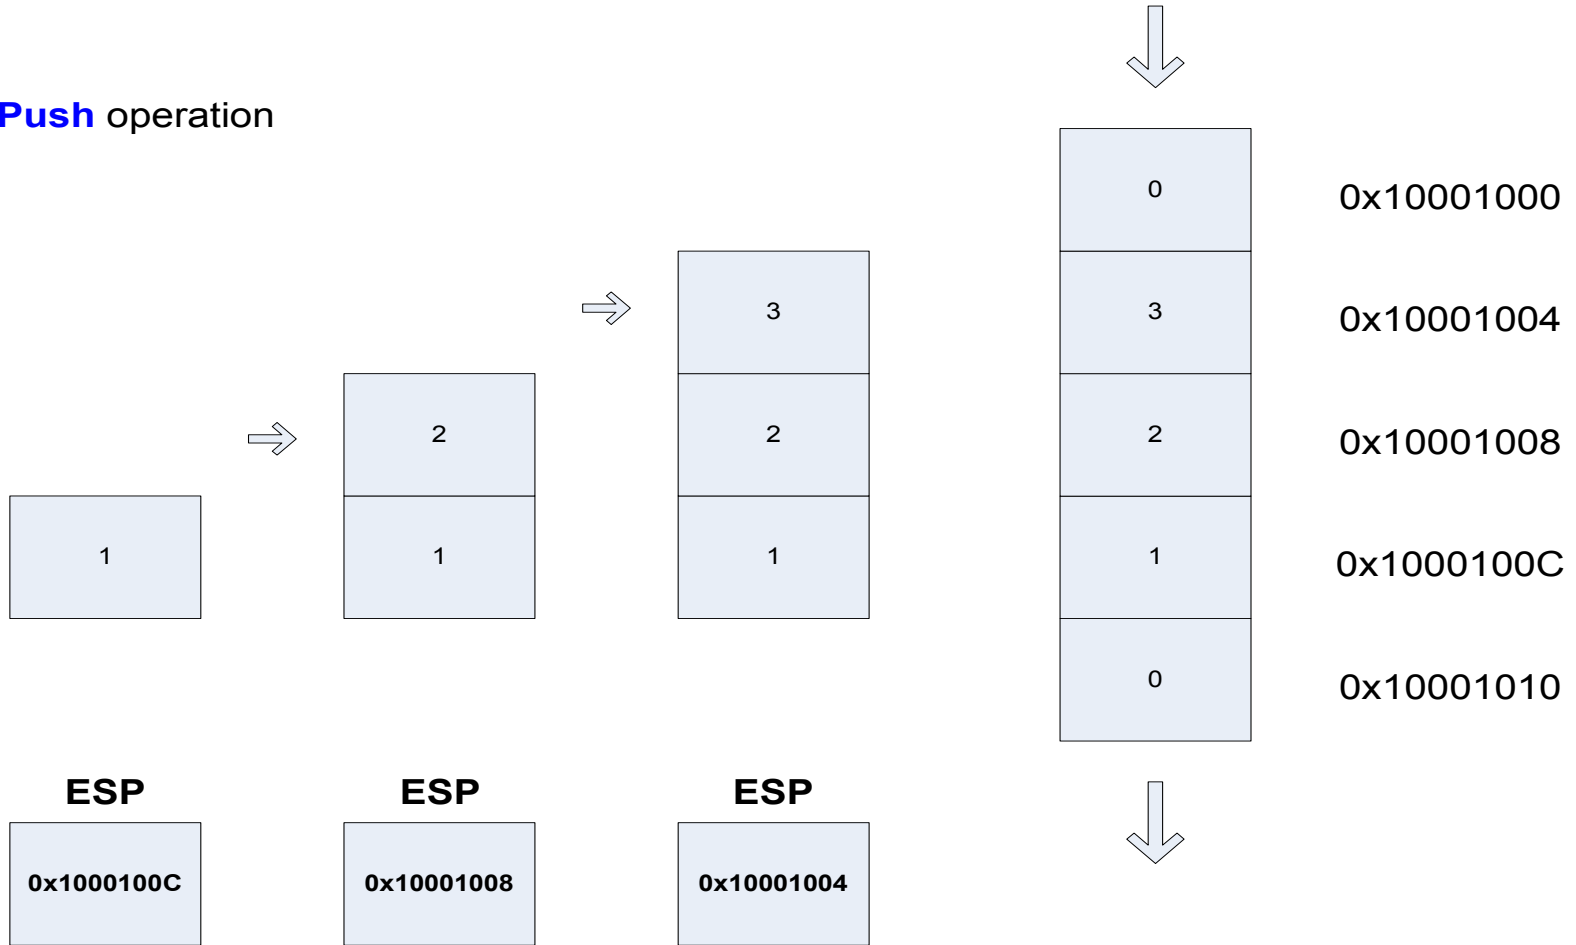 Push operation
0 0x10001000
3 3 0x10001004
2 2 2 0x10001008
1 1 1 1 0x1000100C
0 0x10001010
ESP ESP ESP
0x1000100C 0x10001008 0x10001004